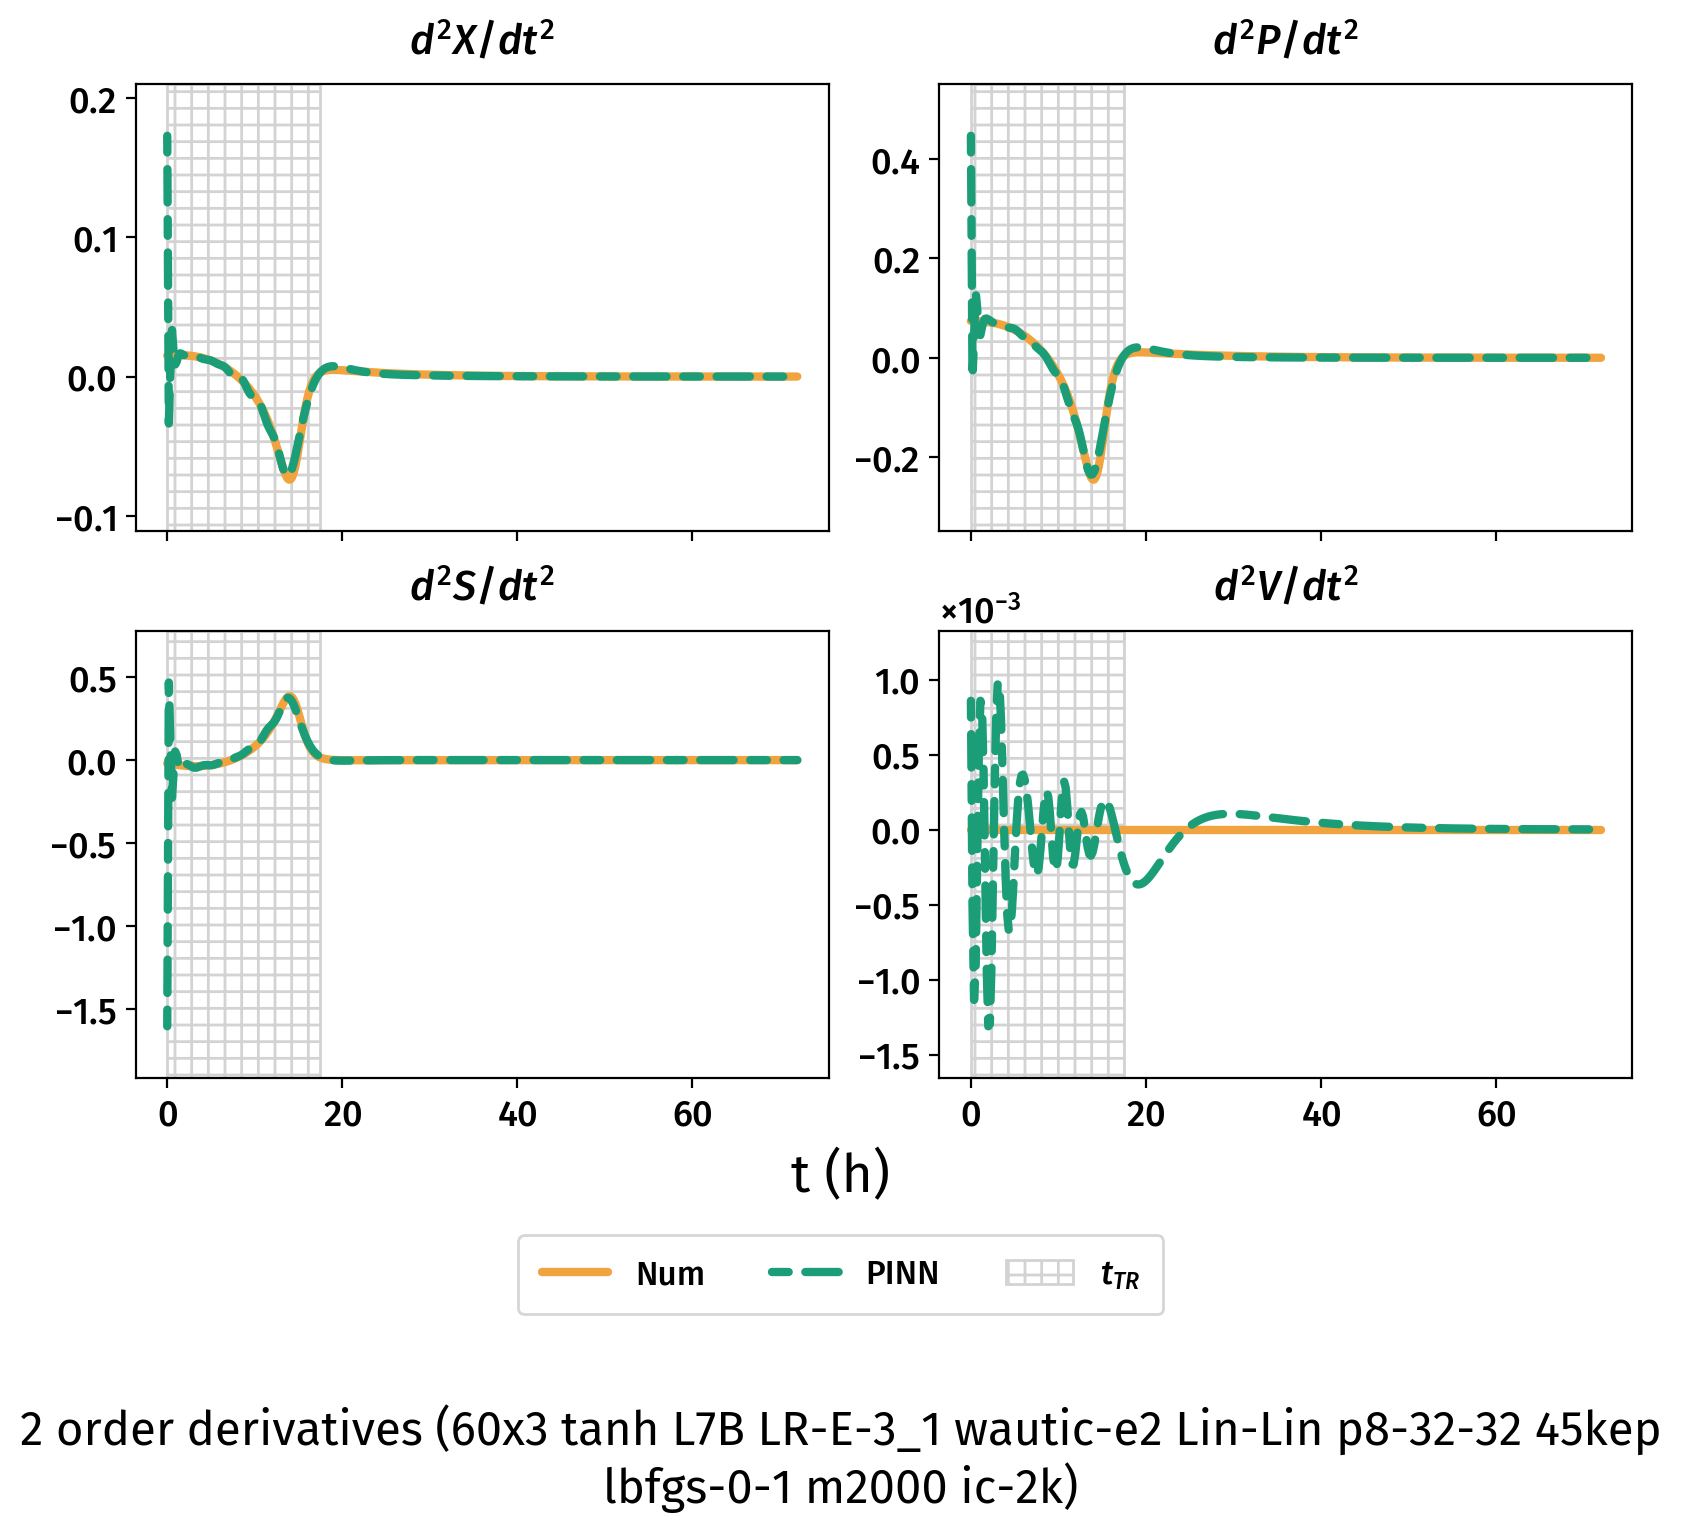 d²X/dt²
d²P/dt²
0.2
0.1
0.0
−0.1
0.4
0.2
0.0
−0.2
d²S/dt²
d²V/dt²
×10⁻³
0.5
0.0
−0.5
−1.0
−1.5
0 20 40 60
1.0
0.5
0.0
−0.5
−1.0
−1.5
0 20 40 60
t (h)
Num PINN t_TR
2 order derivatives (60x3 tanh L7B LR-E-3_1 wautic-e2 Lin-Lin p8-32-32 45kep
lbfgs-0-1 m2000 ic-2k)